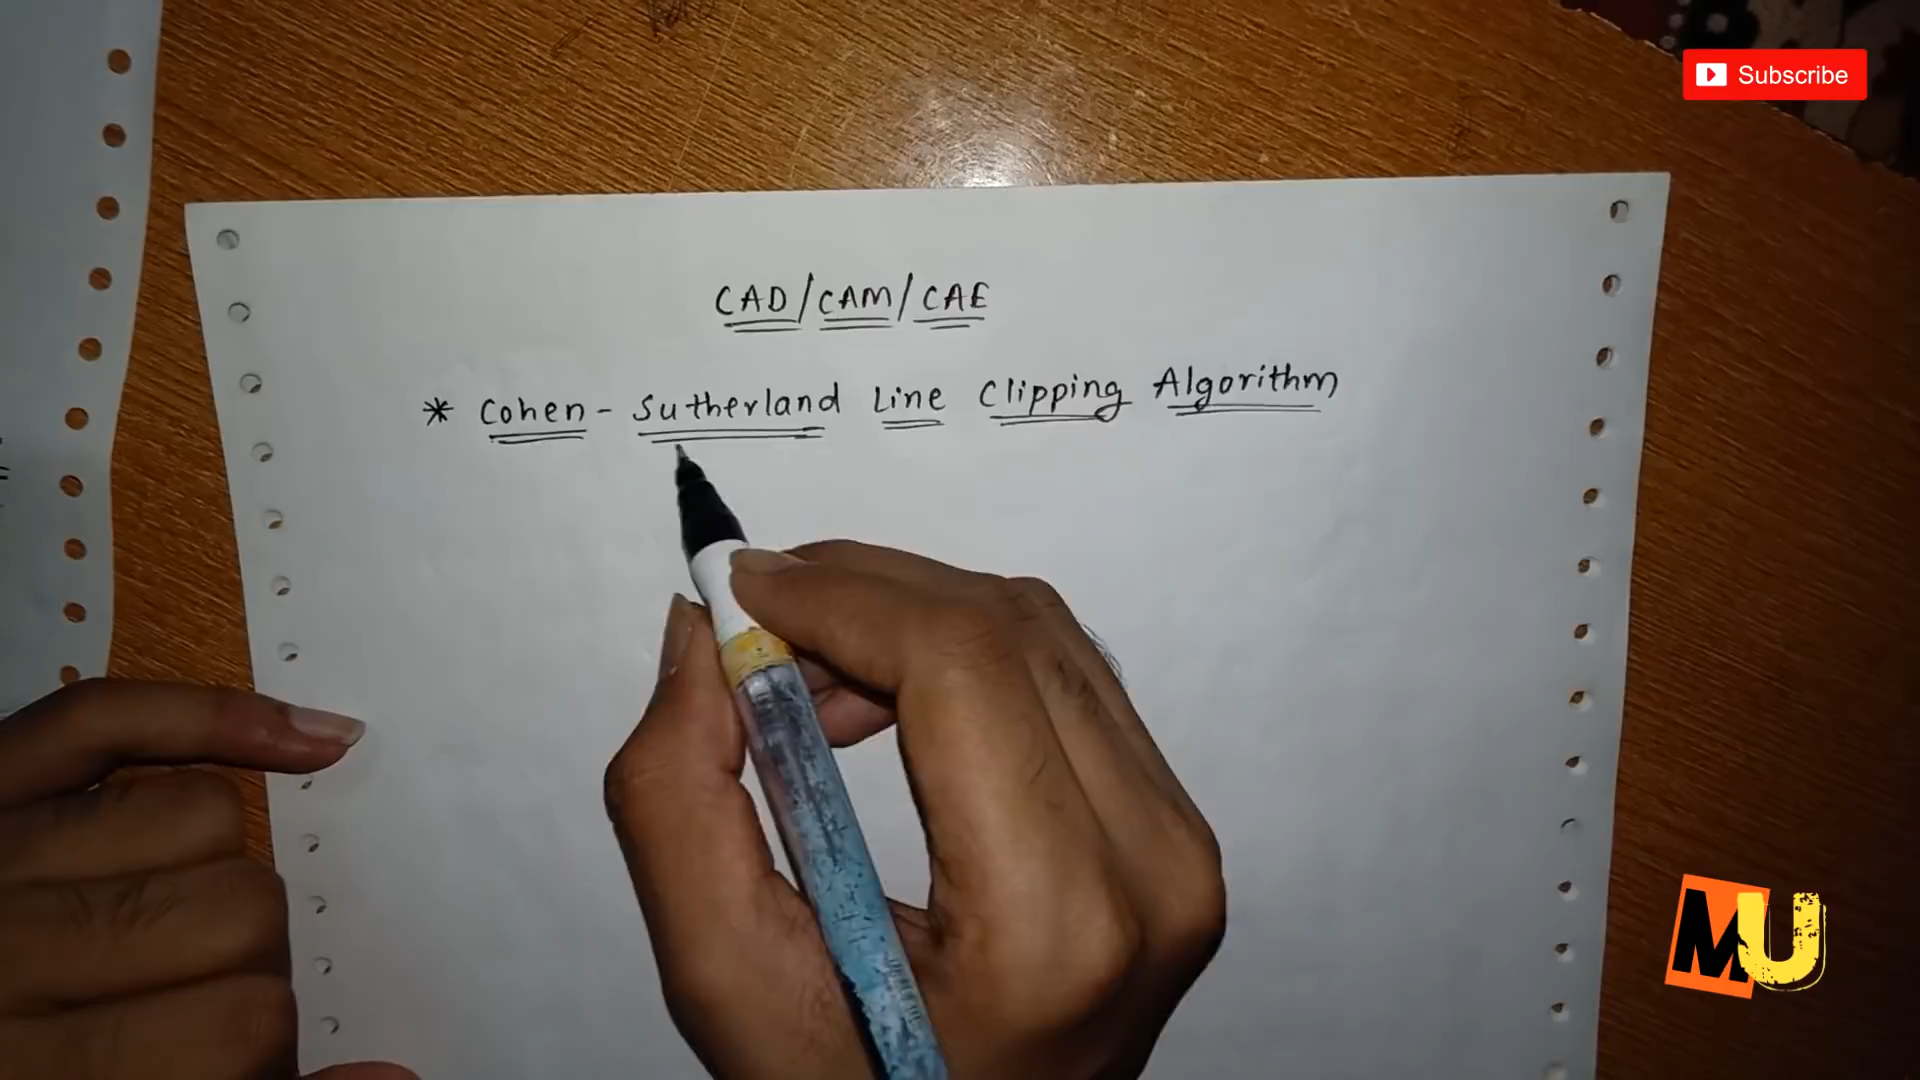 Subscribe
CAD/CAM/CAE
* Cohen - Sutherland Line Clipping Algorithm
MU